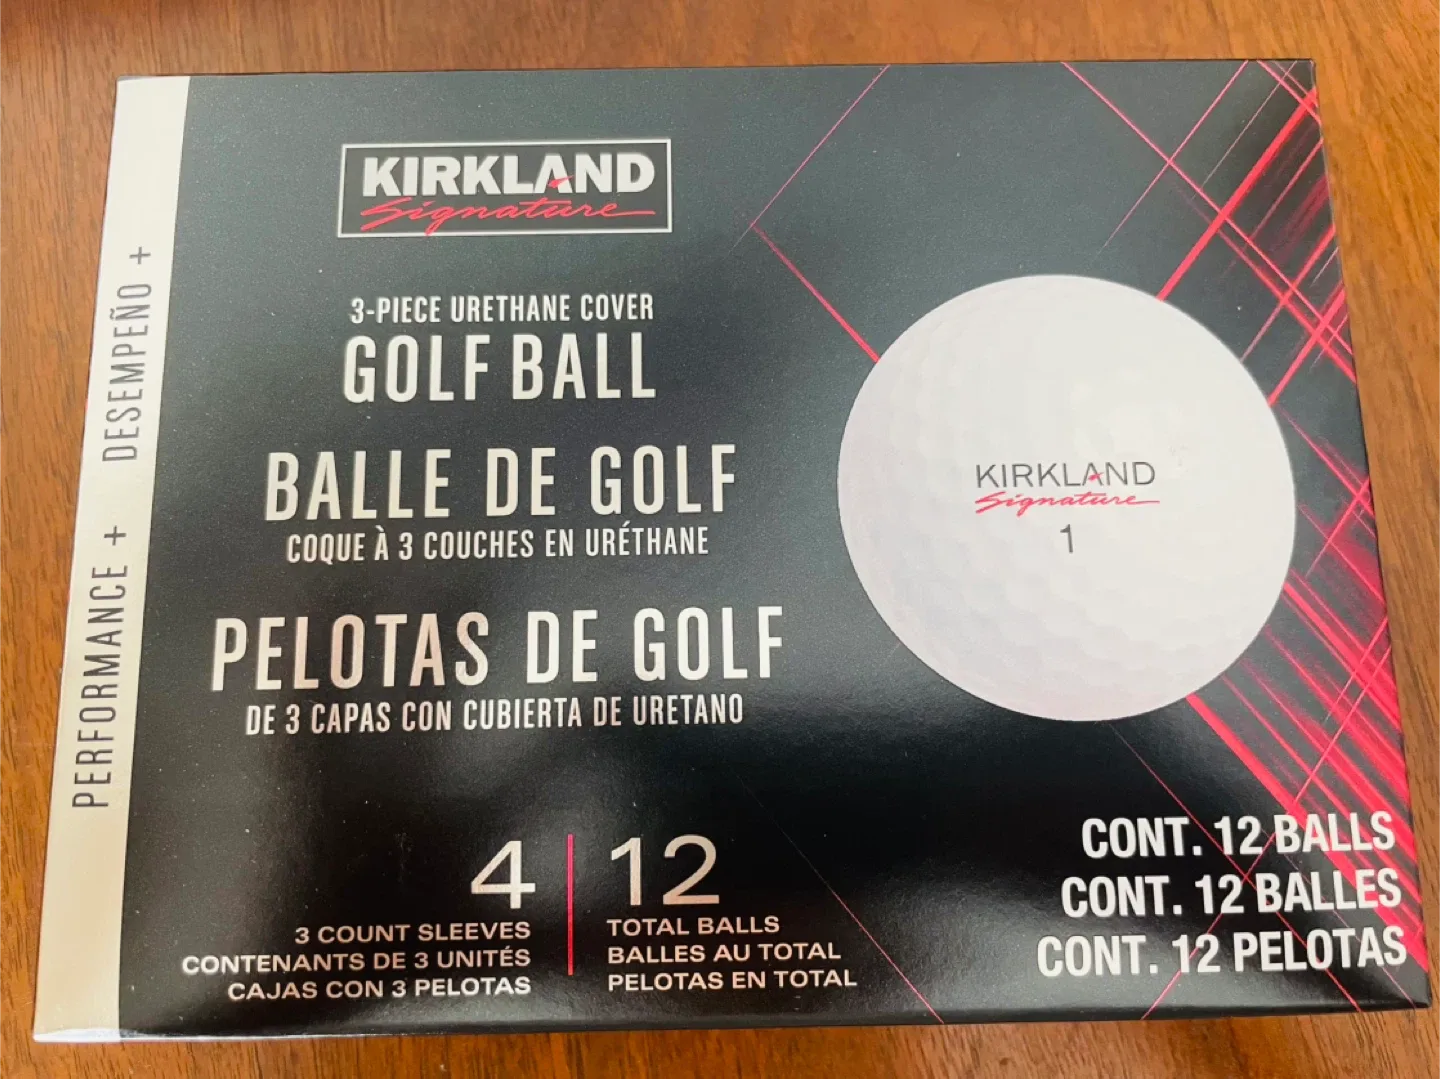 PERFORMANCE + DESEMPEÑO +
KIRKLAND
Signature
3-PIECE URETHANE COVER
GOLF BALL
BALLE DE GOLF
COQUE À 3 COUCHES EN URÉTHANE
PELOTAS DE GOLF
DE 3 CAPAS CON CUBIERTA DE URETANO
4
3 COUNT SLEEVES
CONTENANTS DE 3 UNITÉS
CAJAS CON 3 PELOTAS
12
TOTAL BALLS
BALLES AU TOTAL
PELOTAS EN TOTAL
KIRKLAND
Signature
1
CONT. 12 BALLS
CONT. 12 BALLES
CONT. 12 PELOTAS